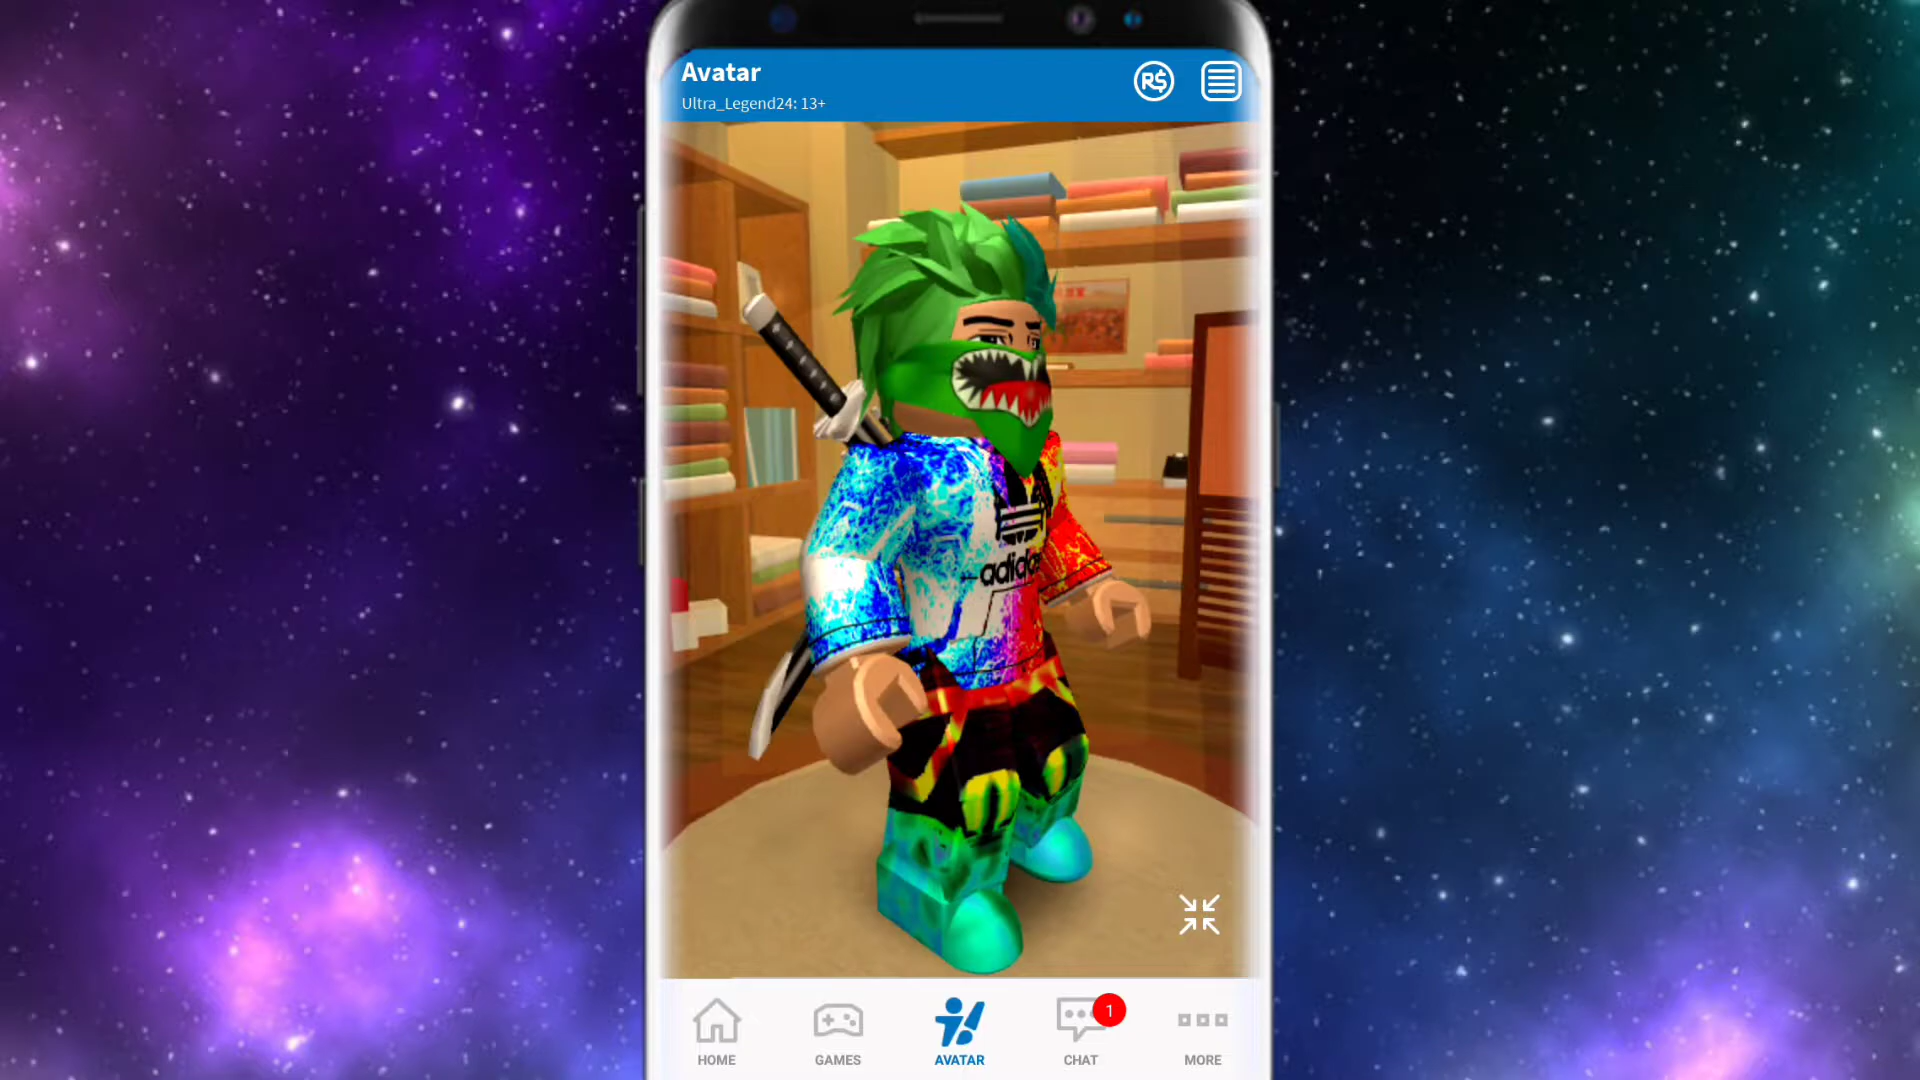 Avatar
Ultra_Legend24: 13+
R$
adidas
1
HOME
GAMES
AVATAR
CHAT
MORE